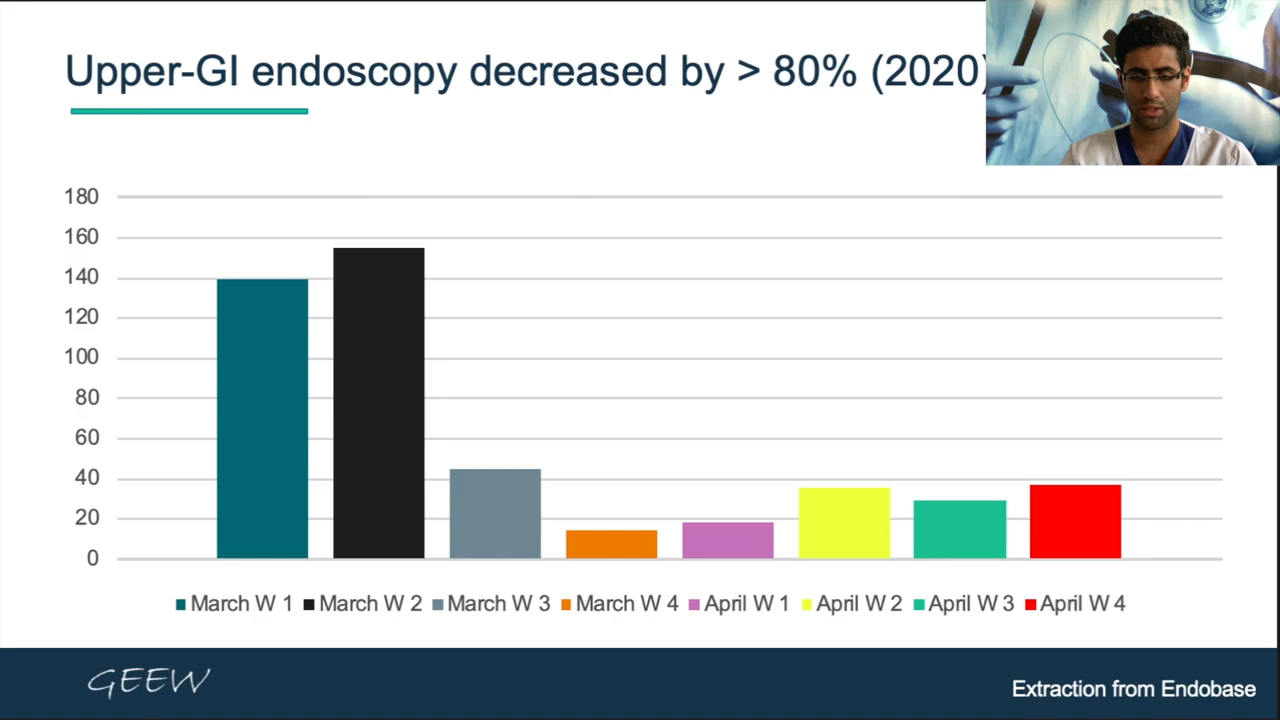 Upper-GI endoscopy decreased by > 80% (2020)
180
160
140
120
100
80
60
40
20
0
March W 1 March W 2 March W 3 March W 4 April W 1 April W 2 April W 3 April W 4
GEEW
Extraction from Endobase